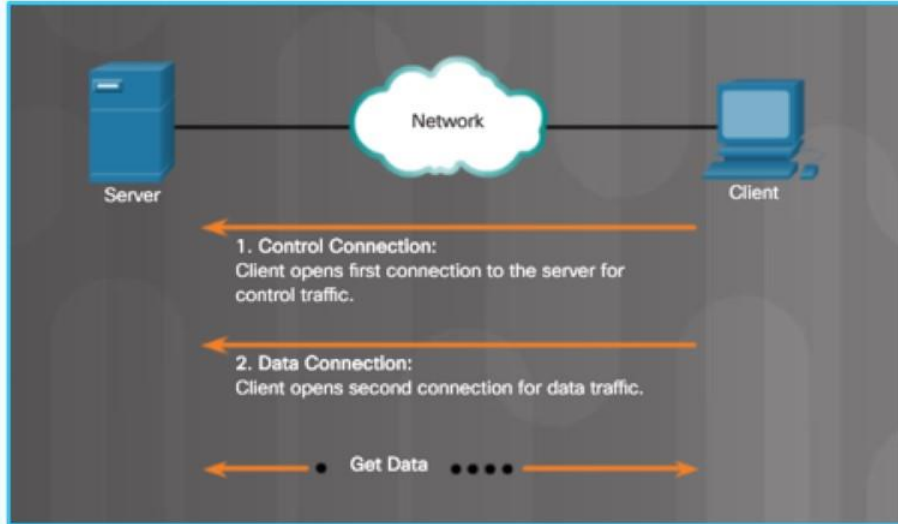 Network
Server
Client
1. Control Connection:
Client opens first connection to the server for
control traffic.
2. Data Connection:
Client opens second connection for data traffic.
Get Data